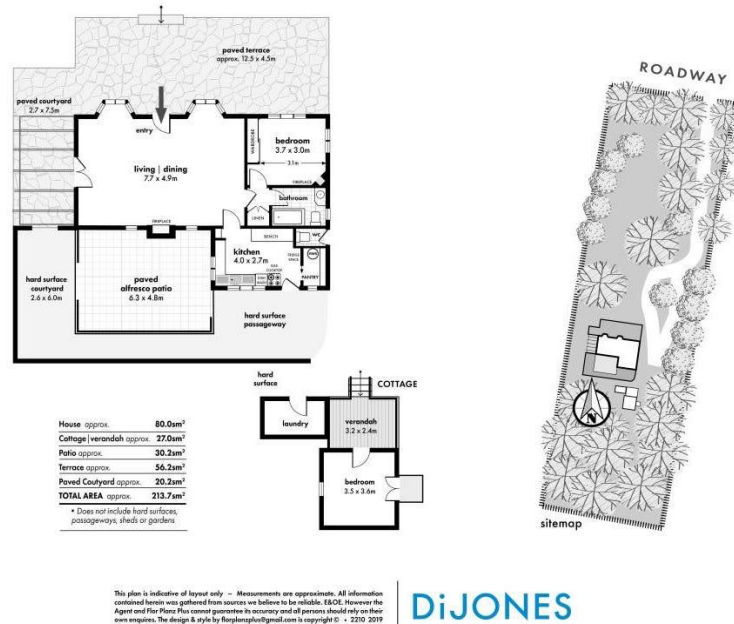 paved terrace
approx. 12.5 x 4.5m
paved courtyard
2.7 x 7.5m
entry
WARDROBE
bedroom
3.7 x 3.0m
3.1m
FIREPLACE
living | dining
7.7 x 4.9m
bathroom
LINEN
FIREPLACE
BENCH
WC
kitchen
4.0 x 2.7m
FRIDGE
SPACE
HWS
GAS
COOKTOP
DISH
WASH
PANTRY
hard surface
courtyard
2.6 x 6.0m
paved
alfresco patio
6.3 x 4.8m
hard surface
passageway
hard
surface
COTTAGE
laundry
verandah
3.2 x 2.4m
bedroom
3.5 x 3.6m
House approx. 80.0sm²
Cottage|verandah approx. 27.0sm²
Patio approx. 30.2sm²
Terrace approx. 56.2sm²
Paved Coutyard approx. 20.2sm²
TOTAL AREA approx. 213.7sm²
* Does not include hard surfaces,
passageways, sheds or gardens
ROADWAY
N
sitemap
This plan is indicative of layout only – Measurements are approximate. All information
contained herein was gathered from sources we believe to be reliable. E&OE. However the
Agent and Flor Planz Plus cannot guarantee its accuracy and all persons should rely on their
own enquires. The design & style by florplanzplus@gmail.com is copyright © • 2210 2019
DiJONES